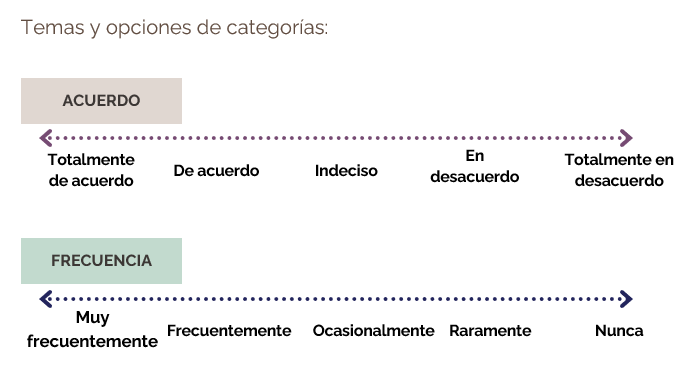 Temas y opciones de categorías:
ACUERDO
Totalmente
de acuerdo
De acuerdo
Indeciso
En
desacuerdo
Totalmente en
desacuerdo
FRECUENCIA
Muy
frecuentemente
Frecuentemente
Ocasionalmente
Raramente
Nunca